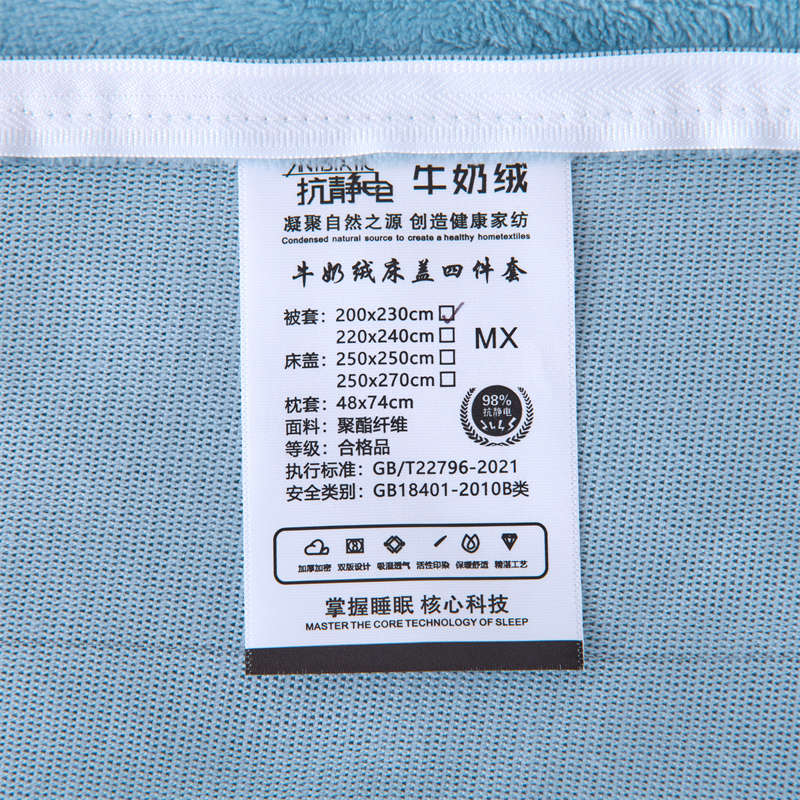 抗静电 牛奶绒
凝聚自然之源 创造健康家纺
Condensed natural source to create a healthy hometextiles
牛奶绒床盖四件套
被套：200x230cm
220x240cm
MX
床盖：250x250cm
250x270cm
枕套：48x74cm
98%
抗静电
面料：聚酯纤维
等级：合格品
执行标准：GB/T22796-2021
安全类别：GB18401-2010B类
加厚加密 双版设计 吸湿透气 活性印染 保暖舒适 精湛工艺
掌握睡眠 核心科技
MASTER THE CORE TECHNOLOGY OF SLEEP